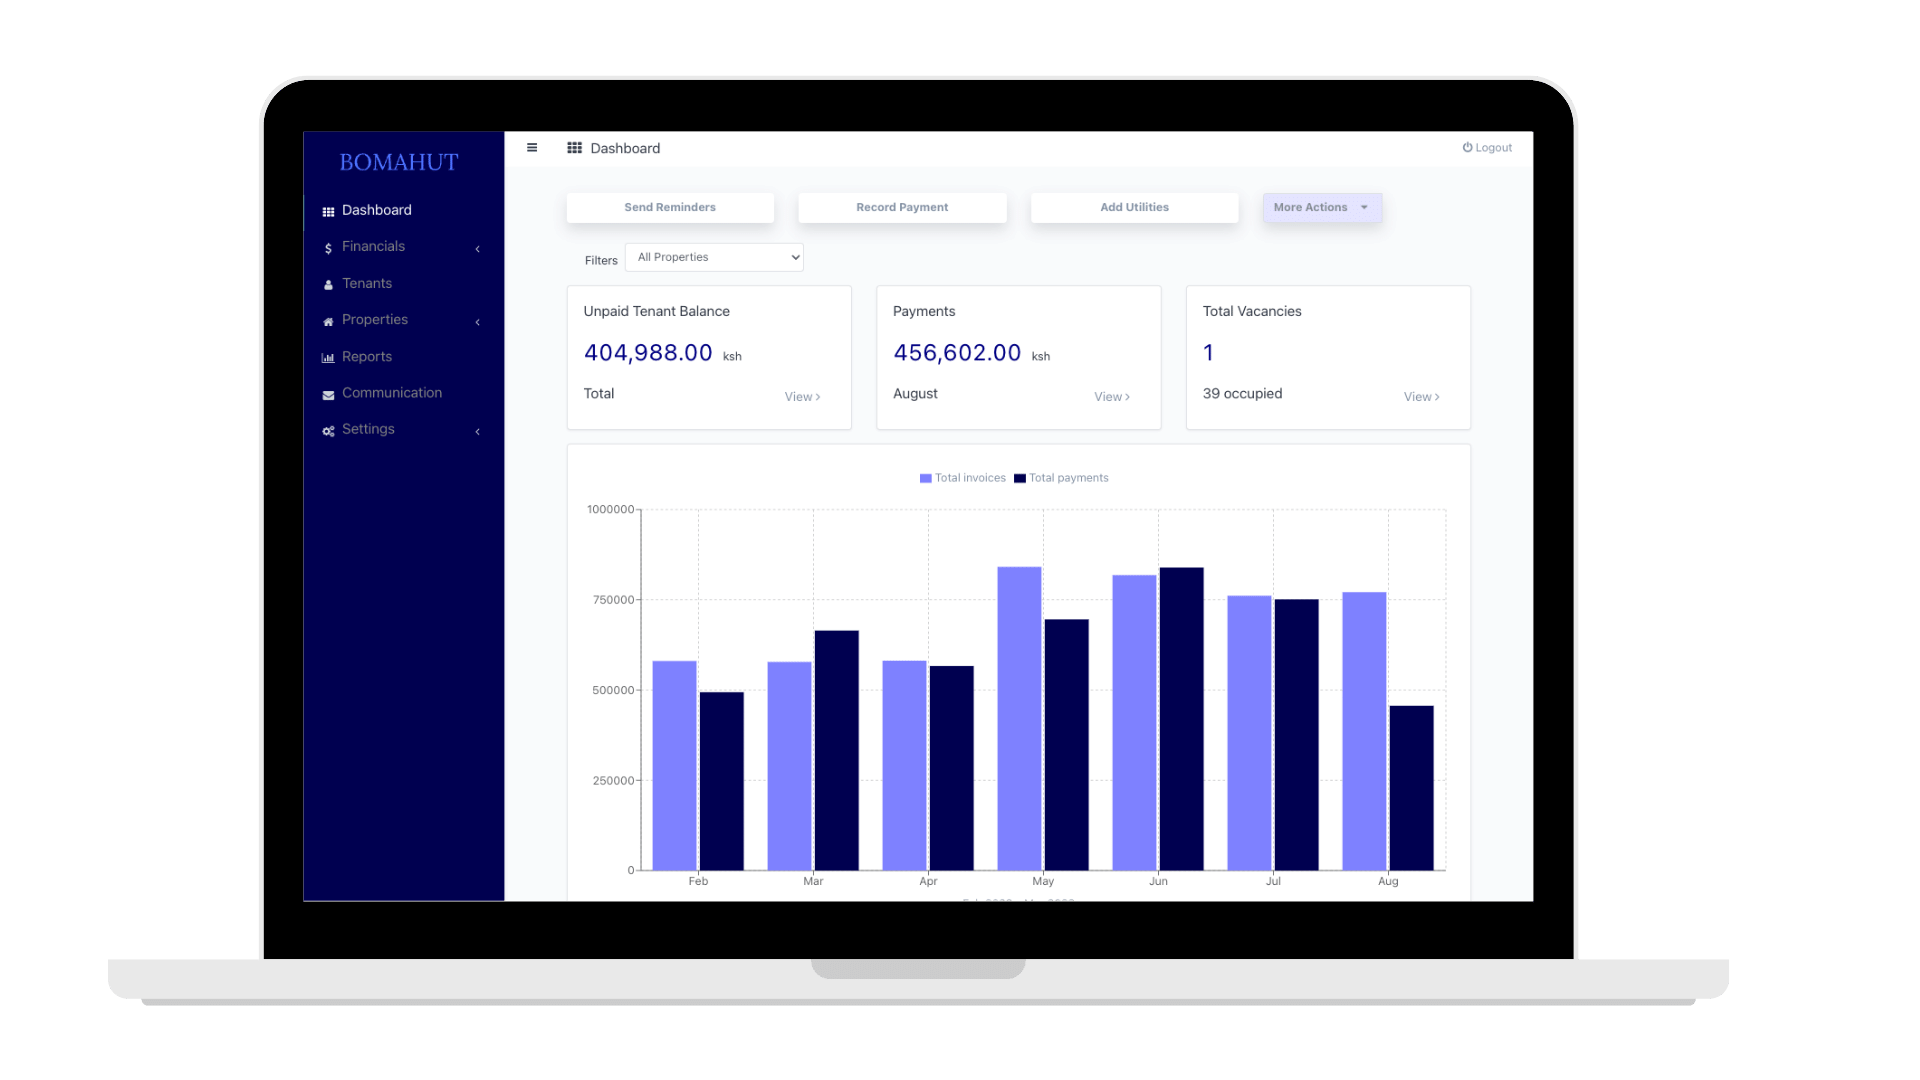 BOMAHUT
Dashboard
Financials
Tenants
Properties
Reports
Communication
Settings
Dashboard
Logout
Send Reminders
Record Payment
Add Utilities
More Actions
Filters
All Properties
Unpaid Tenant Balance
404,988.00 ksh
Total
View
Payments
456,602.00 ksh
August
View
Total Vacancies
1
39 occupied
View
Total invoices Total payments
1000000
750000
500000
250000
0
Feb Mar Apr May Jun Jul Aug